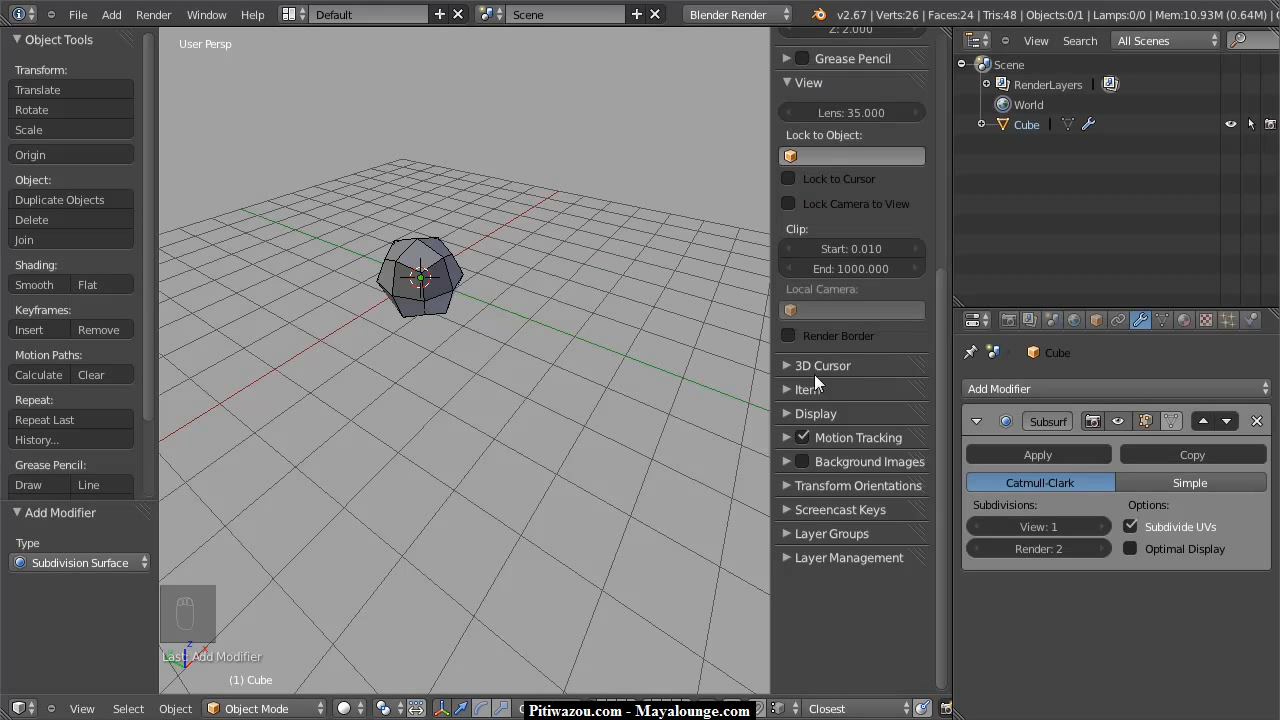 File Add Render Window Help Default Scene Blender Render v2.67 | Verts:26 | Faces:24 | Tris:48 | Objects:0/1 | Lamps:0/0 | Mem:10.93M (0.64M) |
Object Tools
Transform:
Translate
Rotate
Scale
Origin
Object:
Duplicate Objects
Delete
Join
Shading:
Smooth Flat
Keyframes:
Insert Remove
Motion Paths:
Calculate Clear
Repeat:
Repeat Last
History...
Grease Pencil:
Draw Line
Add Modifier
Type
Subdivision Surface
User Persp
Last: Add Modifier
z
(1) Cube
Z: 2.000
Grease Pencil
View
Lens: 35.000
Lock to Object:
Lock to Cursor
Lock Camera to View
Clip:
Start: 0.010
End: 1000.000
Local Camera:
Render Border
3D Cursor
Item
Display
Motion Tracking
Background Images
Transform Orientations
Screencast Keys
Layer Groups
Layer Management
View Search All Scenes
Scene
RenderLayers |
World
Cube |
Cube
Add Modifier
Subsurf
Apply Copy
Catmull-Clark Simple
Subdivisions: Options:
View: 1 Subdivide UVs
Render: 2 Optimal Display
View Select Object Object Mode Closest
Pitiwazou.com - Mayalounge.com